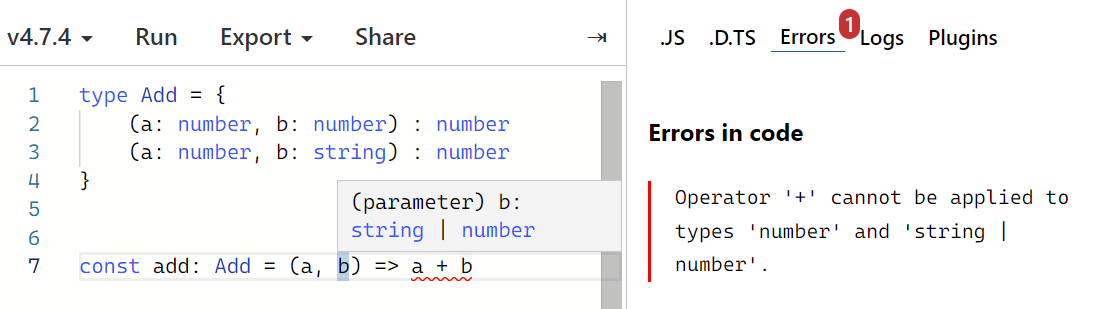 v4.7.4 Run Export Share
.JS .D.TS Errors 1 Logs Plugins
1 type Add = {
2 (a: number, b: number) : number
3 (a: number, b: string) : number
4 }
5
6
7 const add: Add = (a, b) => a + b
(parameter) b:
string | number
Errors in code
Operator '+' cannot be applied to
types 'number' and 'string |
number'.